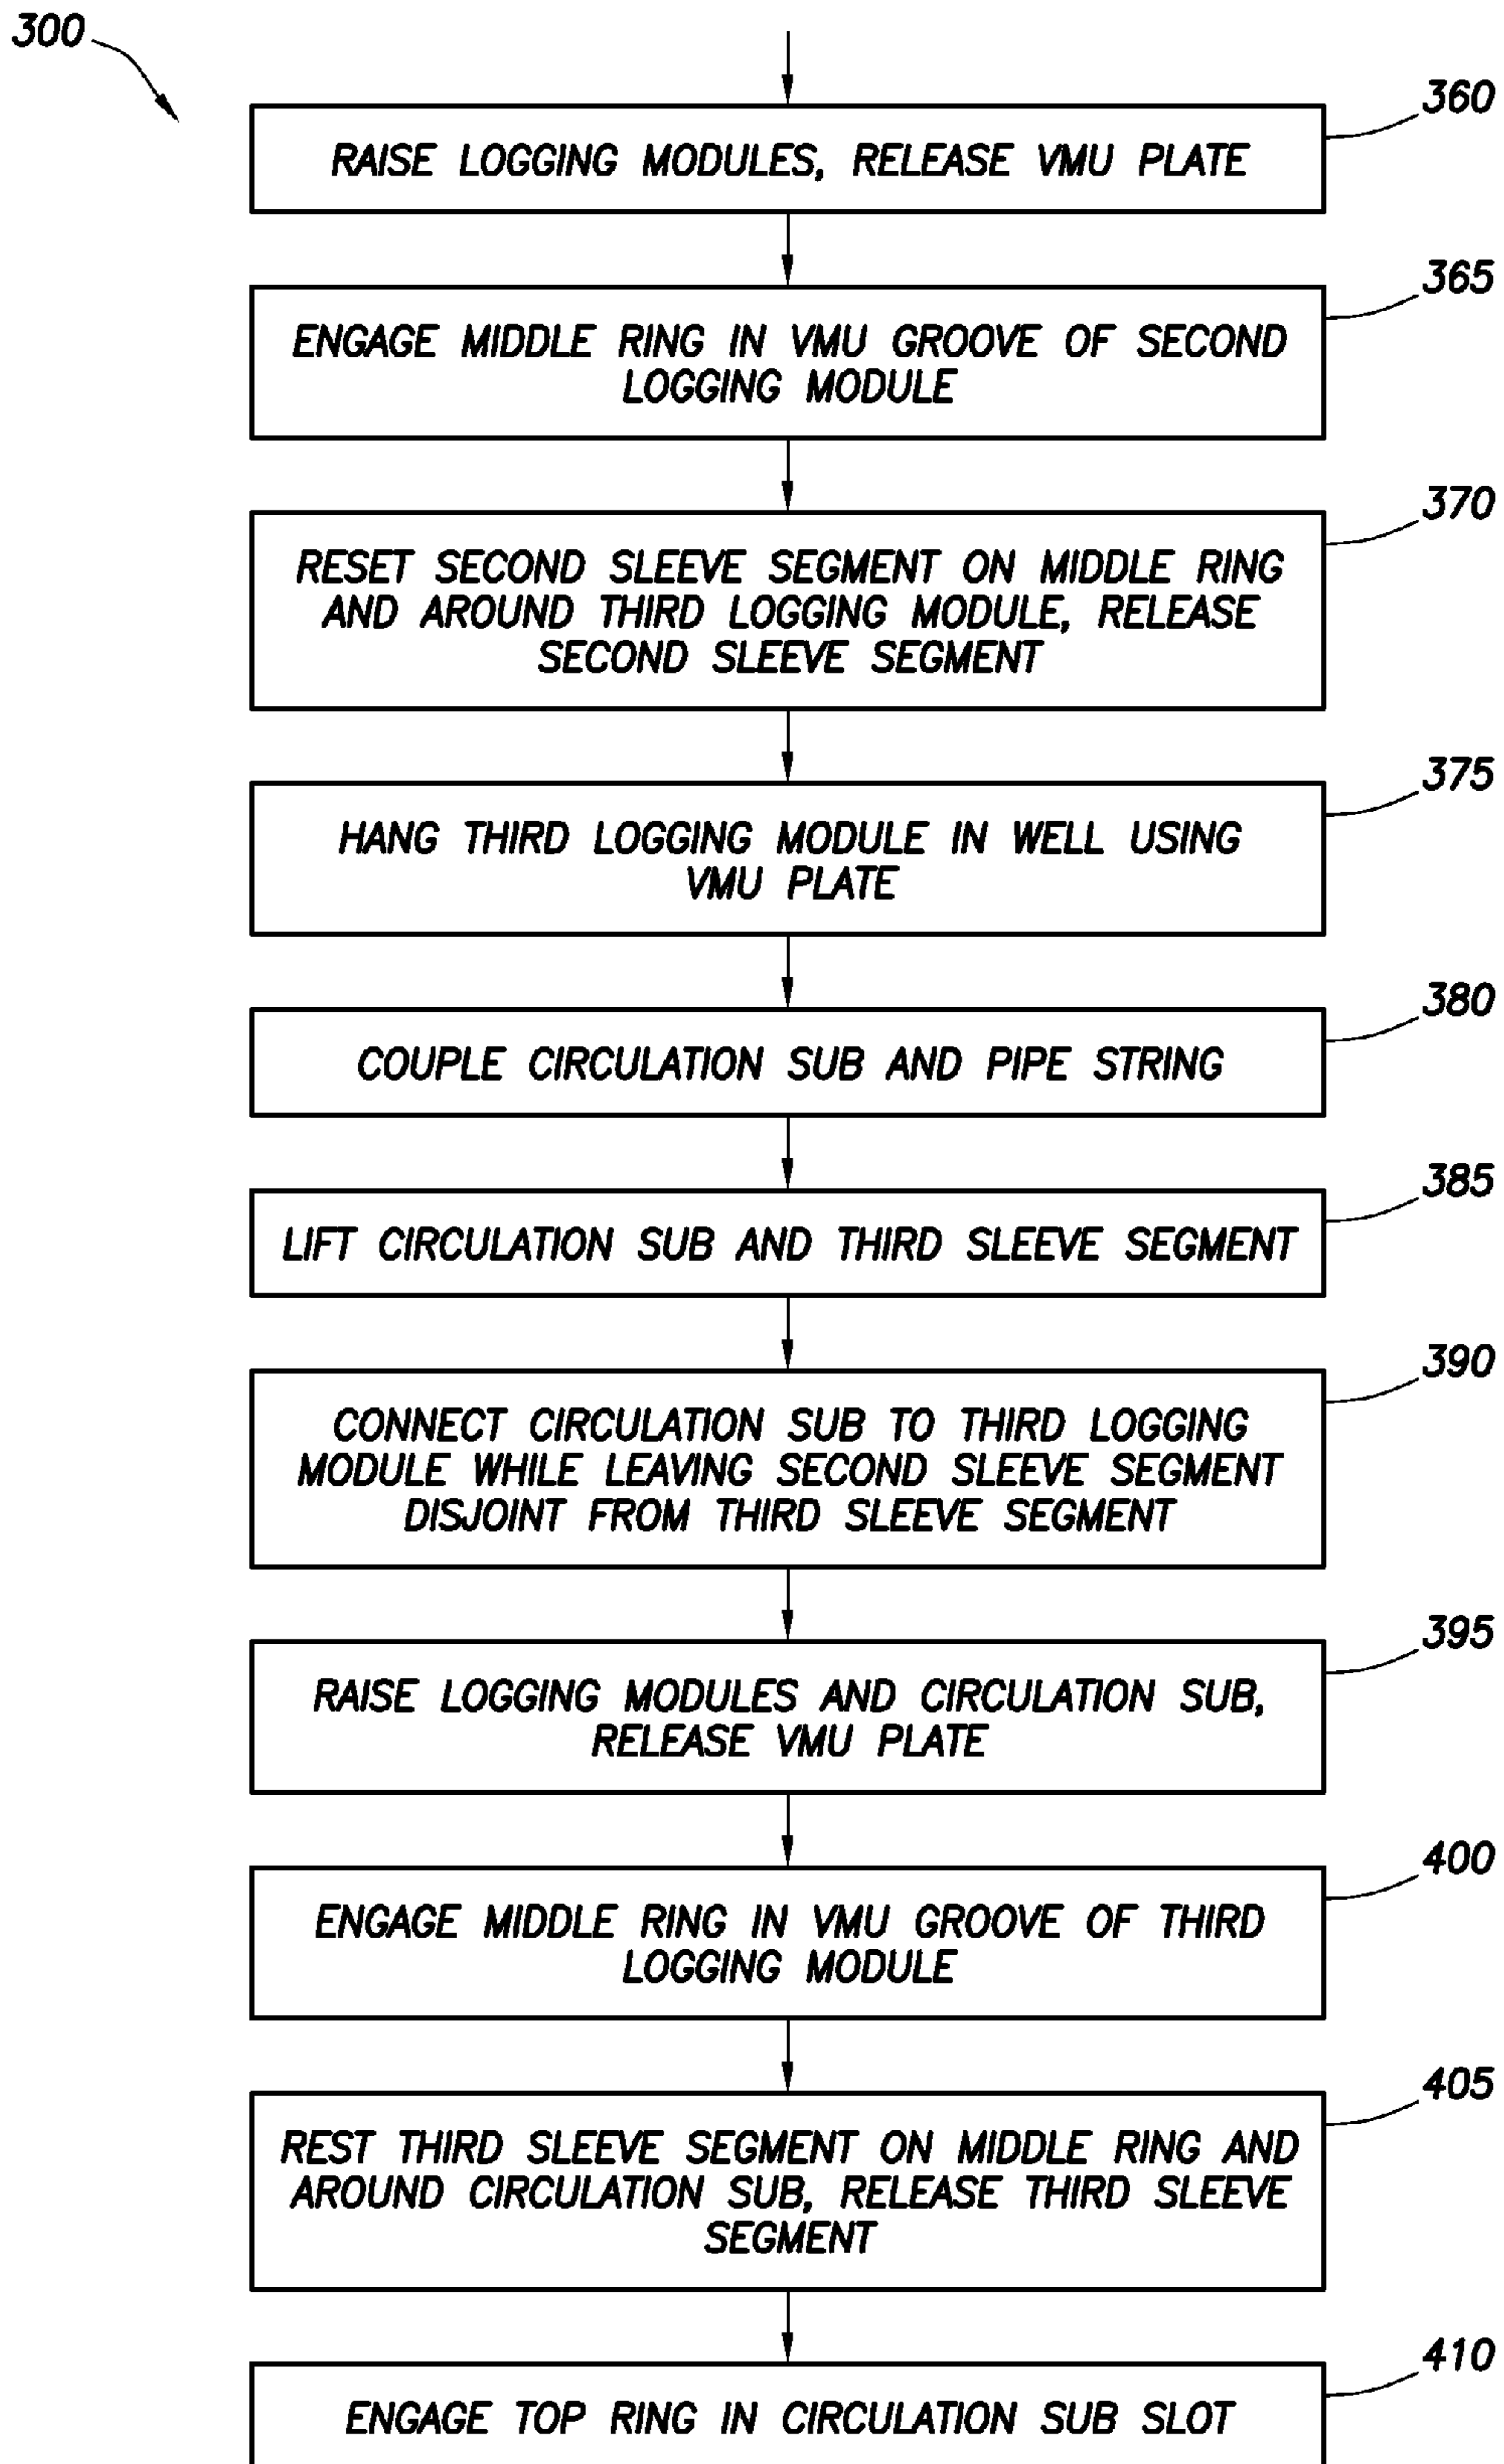 300
360
RAISE LOGGING MODULES, RELEASE VMU PLATE
365
ENGAGE MIDDLE RING IN VMU GROOVE OF SECOND
LOGGING MODULE
370
RESET SECOND SLEEVE SEGMENT ON MIDDLE RING
AND AROUND THIRD LOGGING MODULE, RELEASE
SECOND SLEEVE SEGMENT
375
HANG THIRD LOGGING MODULE IN WELL USING
VMU PLATE
380
COUPLE CIRCULATION SUB AND PIPE STRING
385
LIFT CIRCULATION SUB AND THIRD SLEEVE SEGMENT
390
CONNECT CIRCULATION SUB TO THIRD LOGGING
MODULE WHILE LEAVING SECOND SLEEVE SEGMENT
DISJOINT FROM THIRD SLEEVE SEGMENT
395
RAISE LOGGING MODULES AND CIRCULATION SUB,
RELEASE VMU PLATE
400
ENGAGE MIDDLE RING IN VMU GROOVE OF THIRD
LOGGING MODULE
405
REST THIRD SLEEVE SEGMENT ON MIDDLE RING AND
AROUND CIRCULATION SUB, RELEASE THIRD SLEEVE
SEGMENT
410
ENGAGE TOP RING IN CIRCULATION SUB SLOT